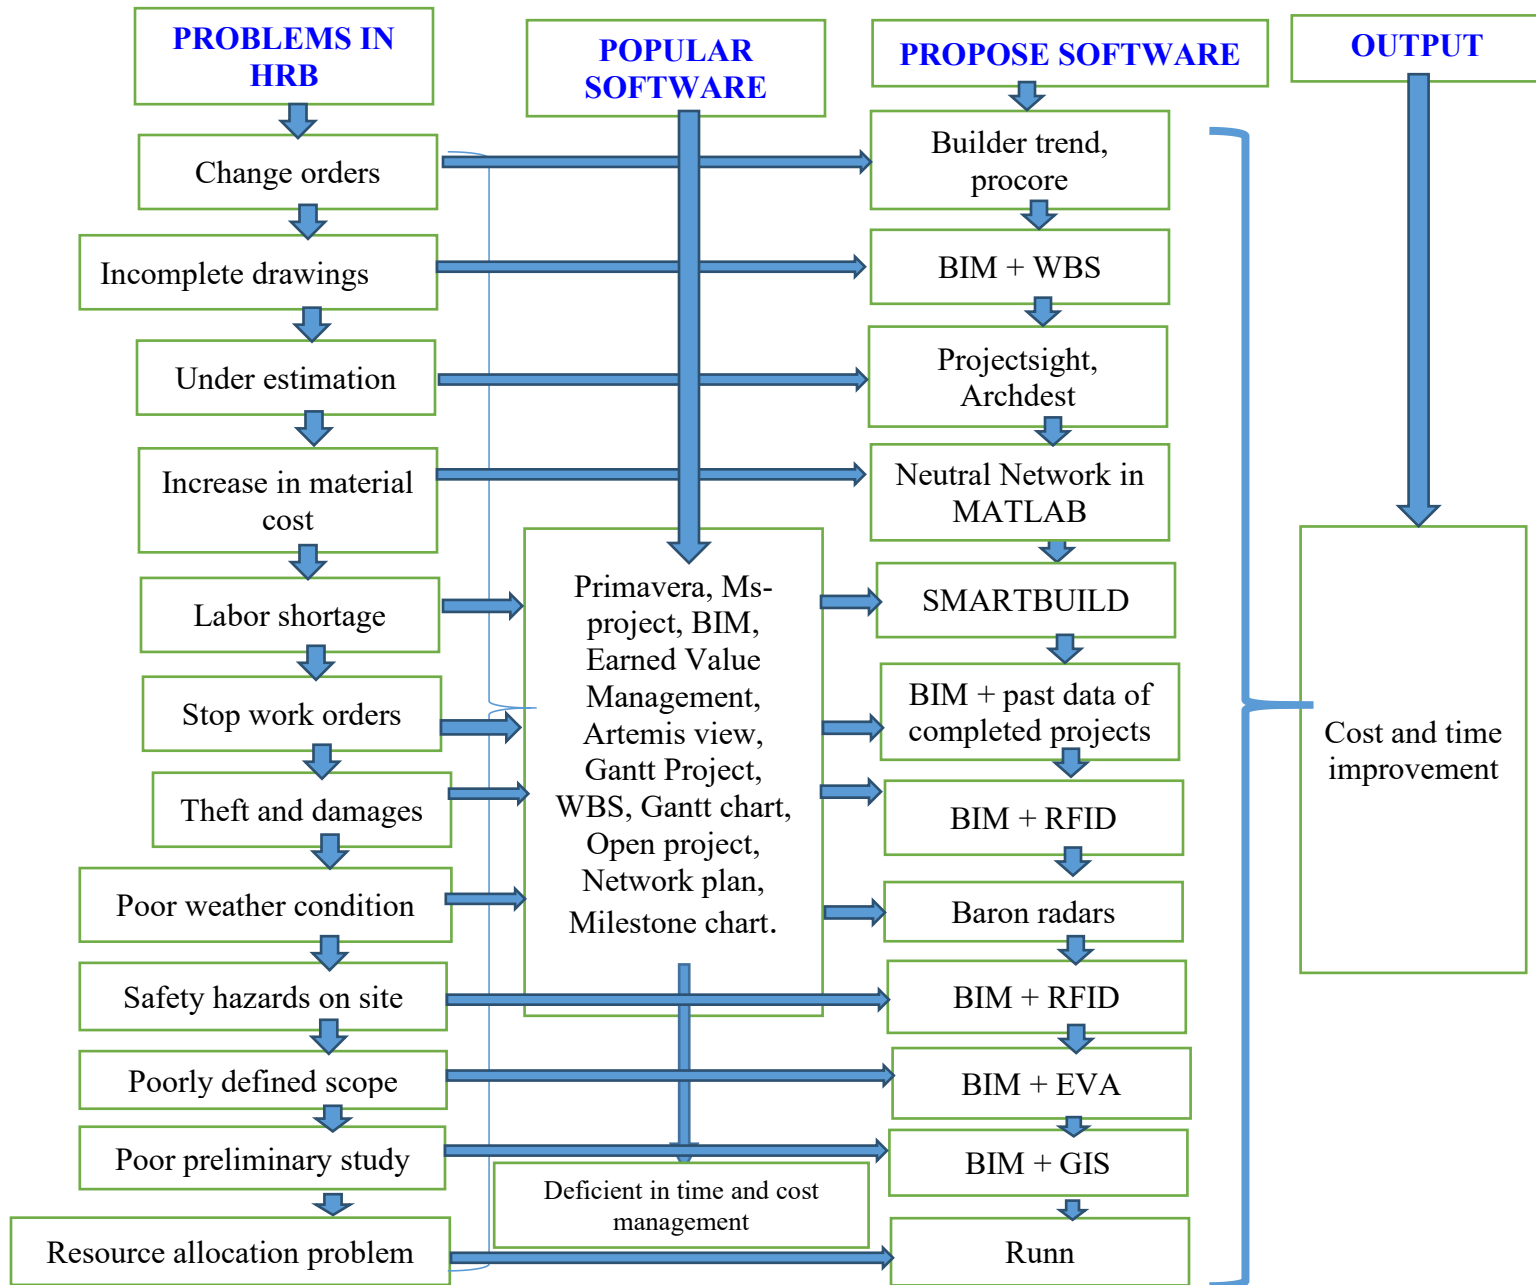 PROBLEMS IN
HRB
Change orders
Incomplete drawings
Under estimation
Increase in material
cost
Labor shortage
Stop work orders
Theft and damages
Poor weather condition
Safety hazards on site
Poorly defined scope
Poor preliminary study
Resource allocation problem
POPULAR
SOFTWARE
Primavera, Ms-
project, BIM,
Earned Value
Management,
Artemis view,
Gantt Project,
WBS, Gantt chart,
Open project,
Network plan,
Milestone chart.
Deficient in time and cost
management
PROPOSE SOFTWARE
Builder trend,
procore
BIM + WBS
Projectsight,
Archdest
Neutral Network in
MATLAB
SMARTBUILD
BIM + past data of
completed projects
BIM + RFID
Baron radars
BIM + RFID
BIM + EVA
BIM + GIS
Runn
OUTPUT
Cost and time
improvement